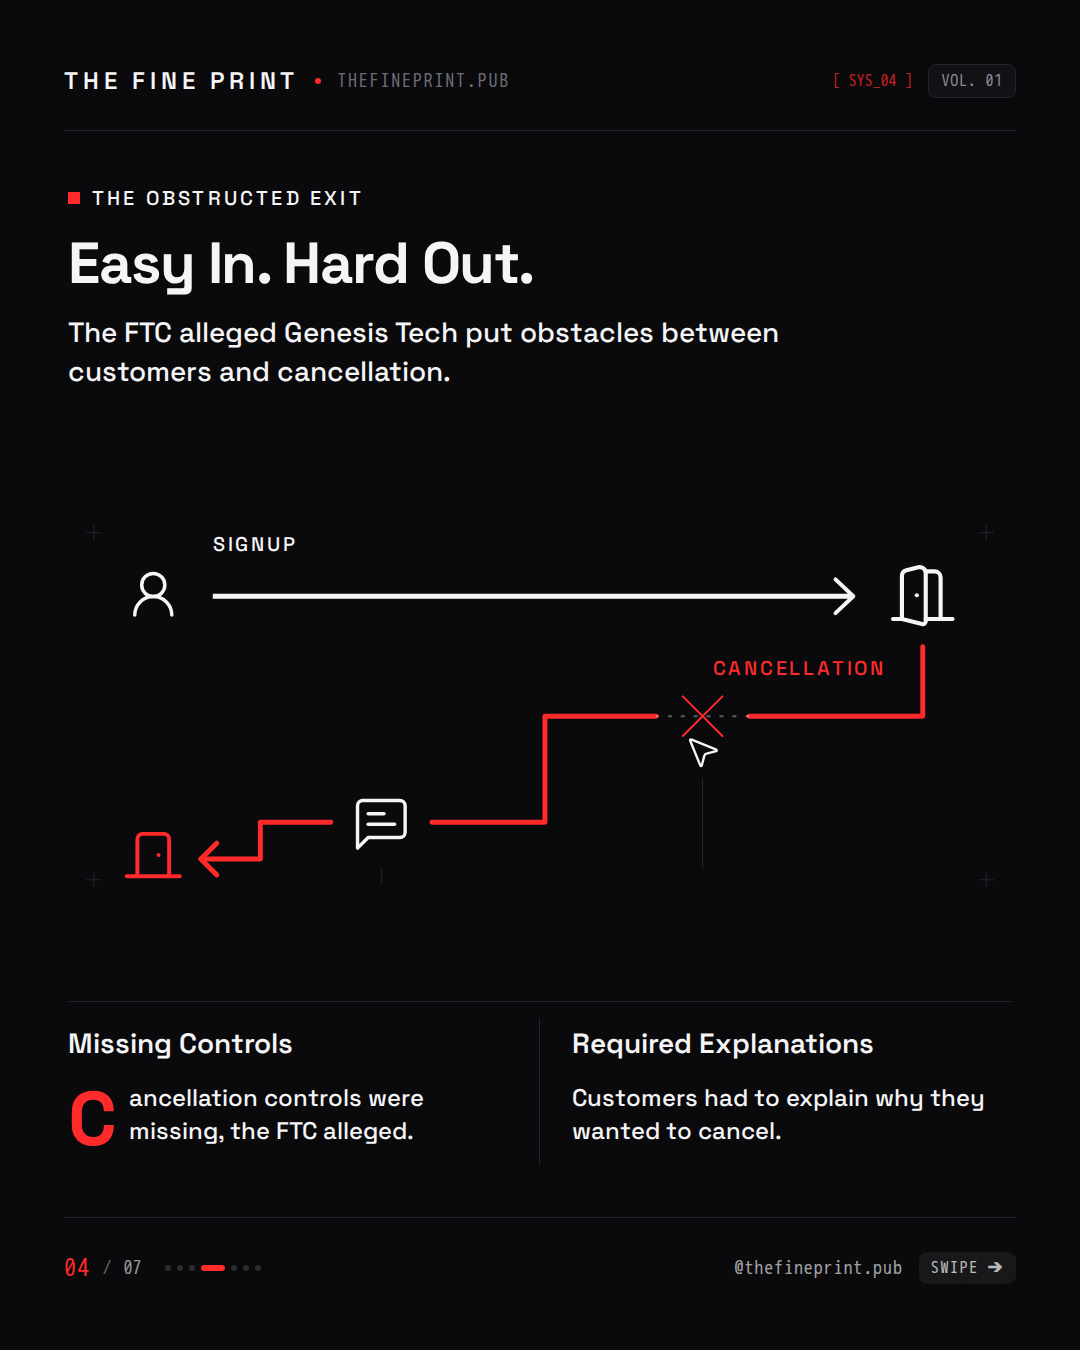 THE FINE PRINT • THEFINEPRINT.PUB [ SYS_04 ] VOL. 01
THE OBSTRUCTED EXIT
Easy In. Hard Out.
The FTC alleged Genesis Tech put obstacles between
customers and cancellation.
SIGNUP
CANCELLATION
Missing Controls
Cancellation controls were
missing, the FTC alleged.
Required Explanations
Customers had to explain why they
wanted to cancel.
04 / 07
@thefineprint.pub SWIPE →